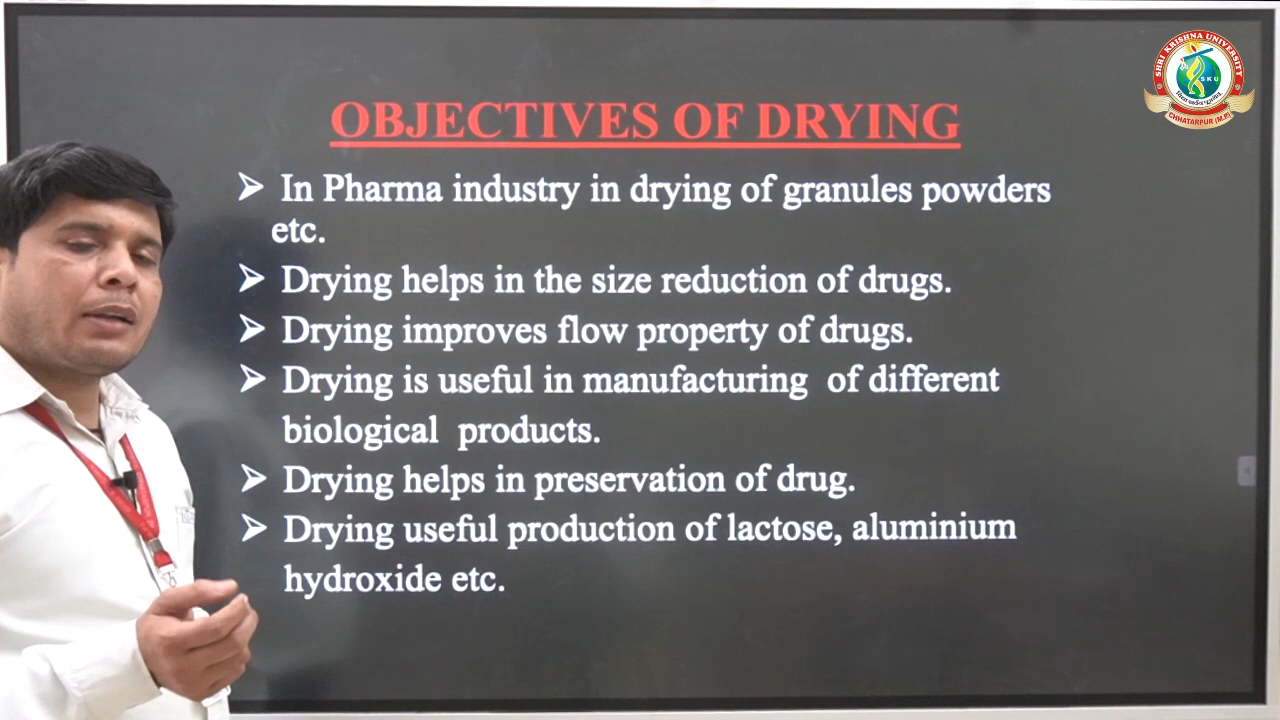 SHRI KRISHNA UNIVERSITY
SKU
CHHATARPUR (M.P.)
OBJECTIVES OF DRYING
➢ In Pharma industry in drying of granules powders
etc.
➢ Drying helps in the size reduction of drugs.
➢ Drying improves flow property of drugs.
➢ Drying is useful in manufacturing of different
biological products.
➢ Drying helps in preservation of drug.
➢ Drying useful production of lactose, aluminium
hydroxide etc.